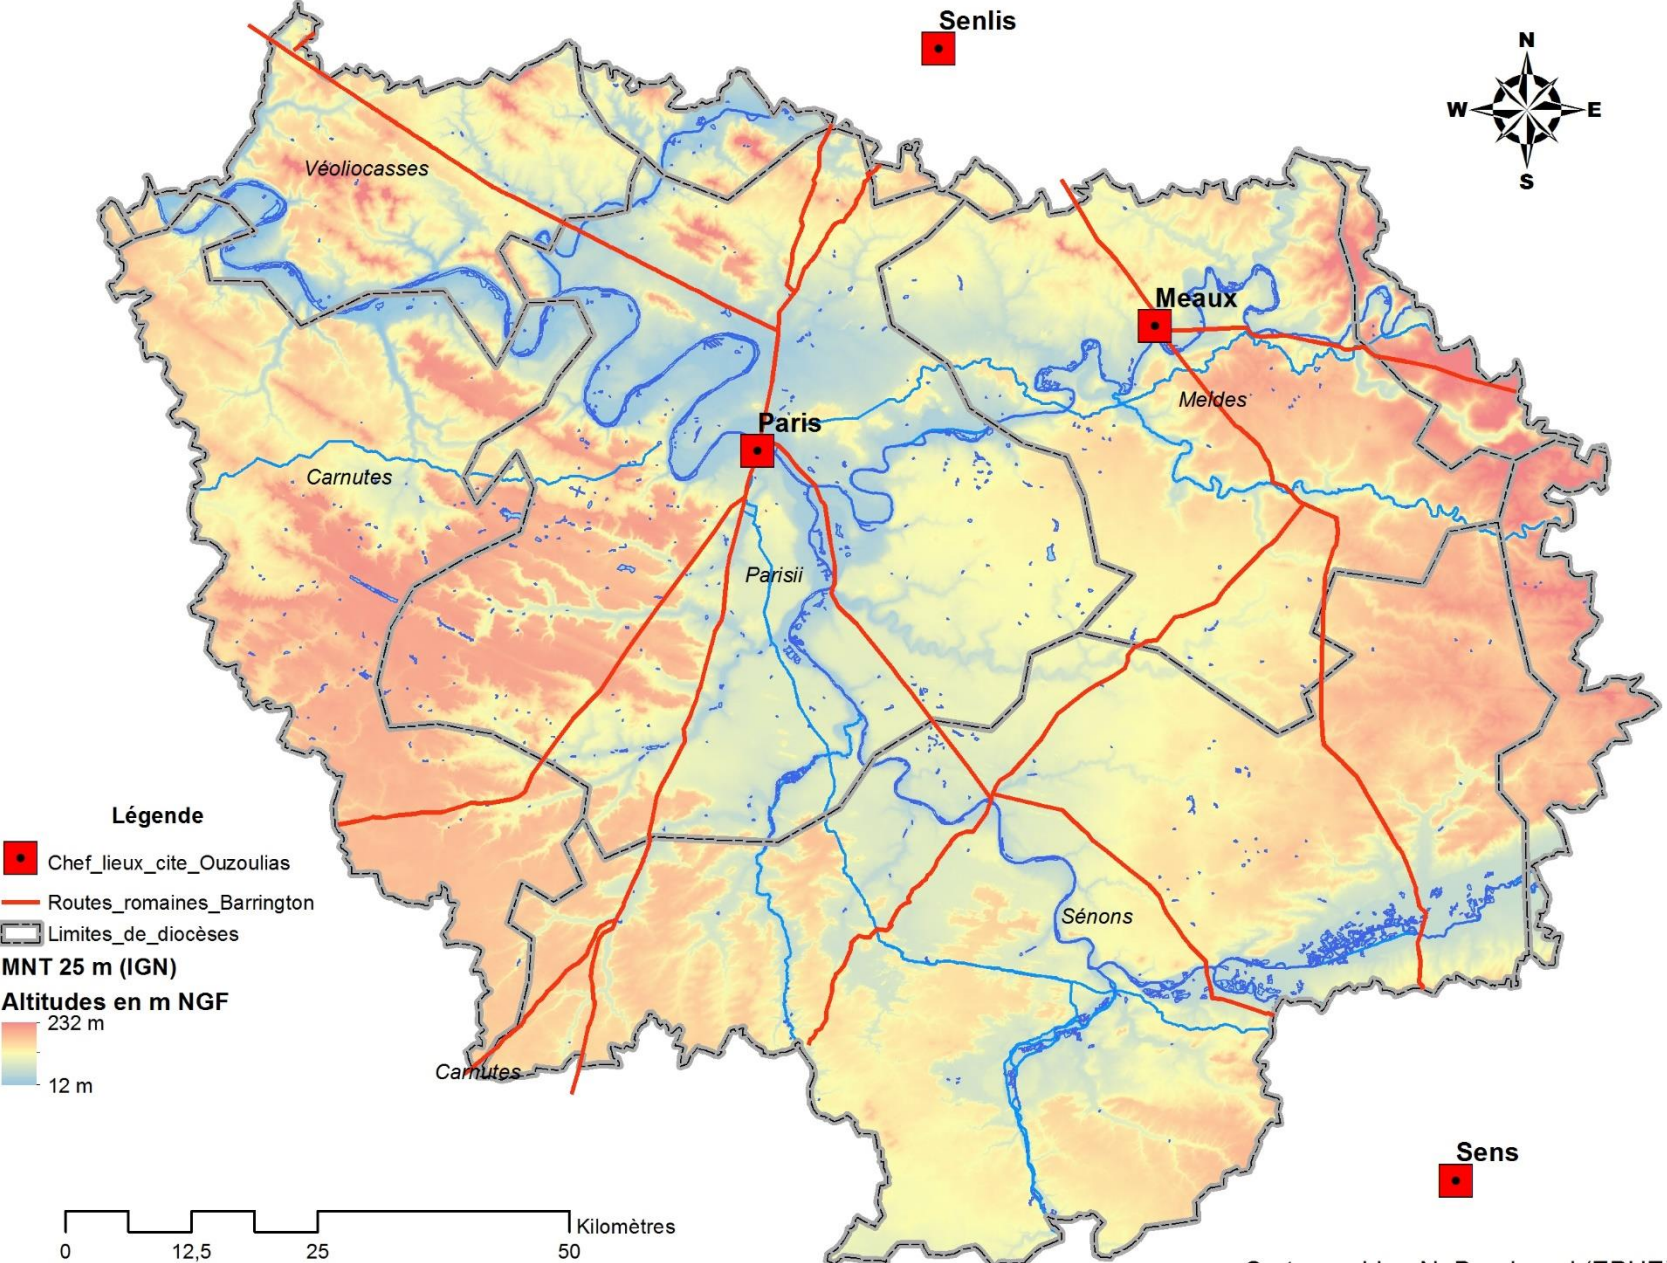 Senlis
N
W E
S
Véoliocasses
Meaux
Meldes
Paris
Carnutes
Parisii
Légende
Chef_lieux_cite_Ouzoulias
Routes_romaines_Barrington
Limites_de_diocèses
MNT 25 m (IGN)
Altitudes en m NGF
232 m
12 m
Sénons
Carnutes
Sens
Kilomètres
0 12,5 25 50